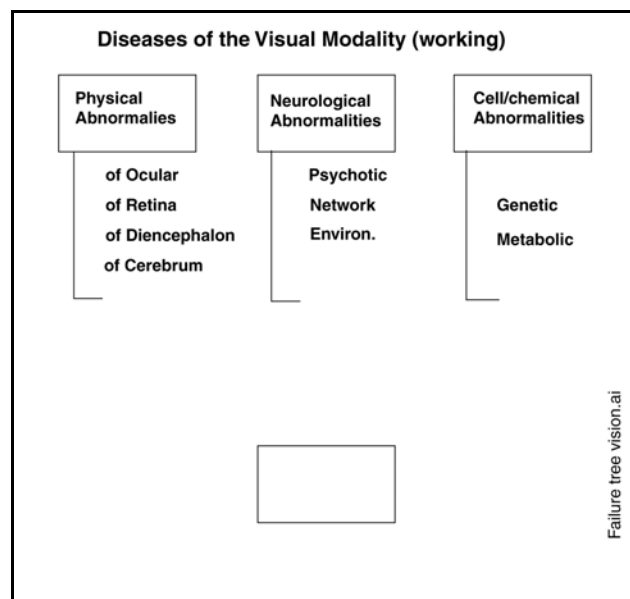 Diseases of the Visual Modality (working)
Physical
Abnormalies
of Ocular
of Retina
of Diencephalon
of Cerebrum
Neurological
Abnormalities
Psychotic
Network
Environ.
Cell/chemical
Abnormalities
Genetic
Metabolic
Failure tree vision.ai